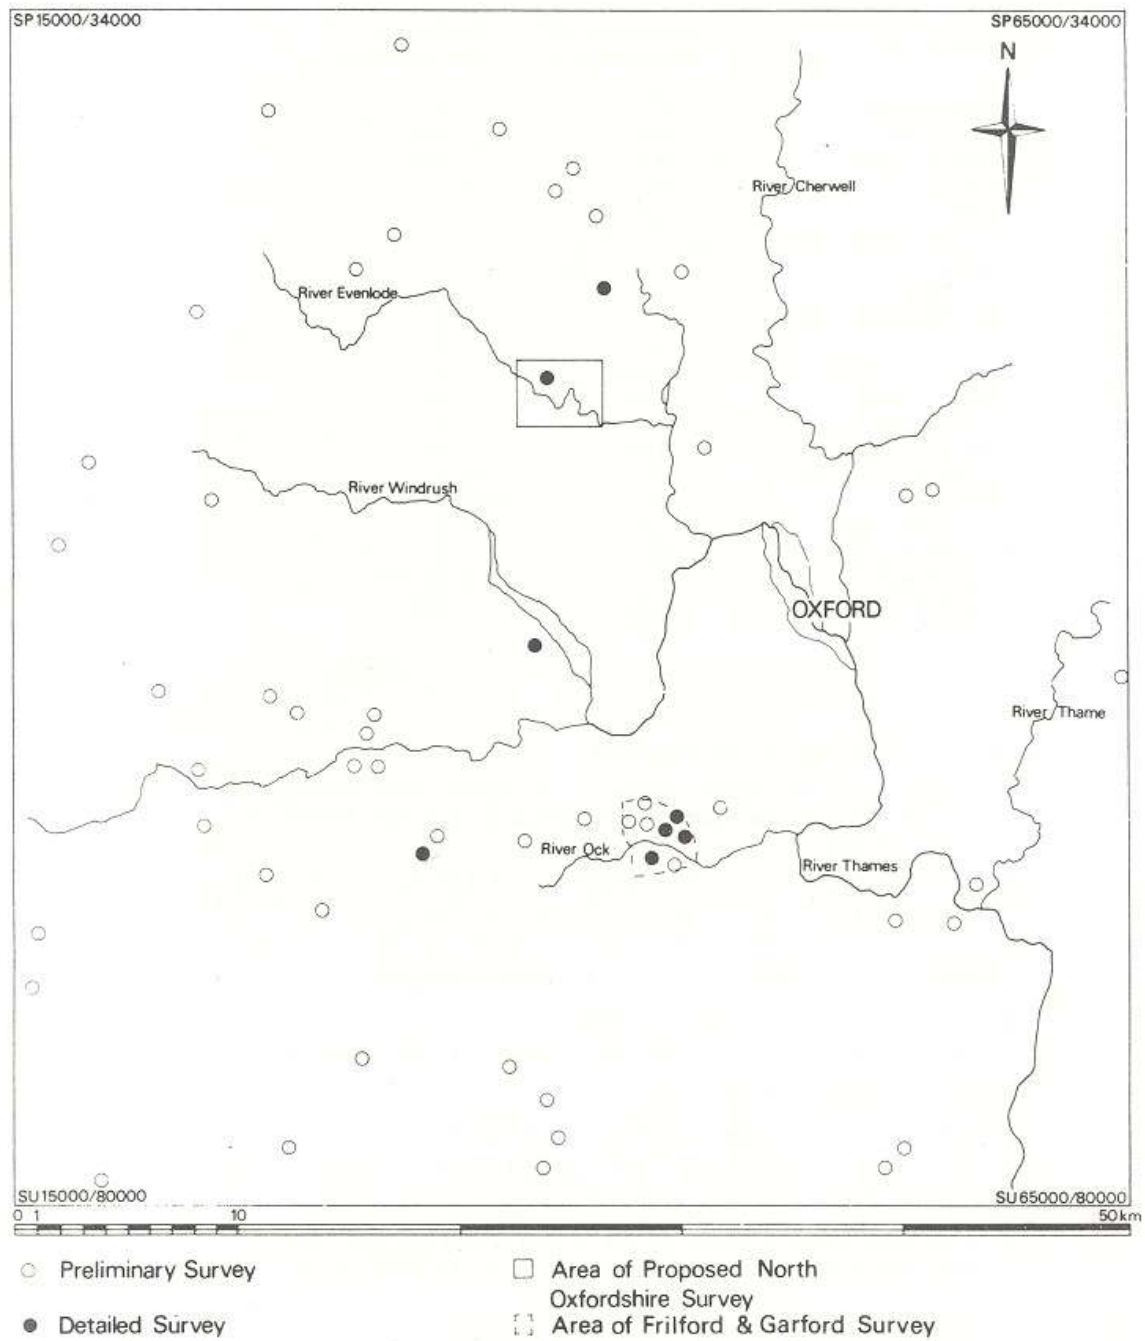 SP15000/34000
SP65000/34000
N
River Cherwell
River Evenlode
River Windrush
OXFORD
River Thame
River Ock
River Thames
SU15000/80000
SU65000/80000
0 1 10 50 km
Preliminary Survey
Area of Proposed North
Oxfordshire Survey
Detailed Survey
Area of Frilford & Garford Survey